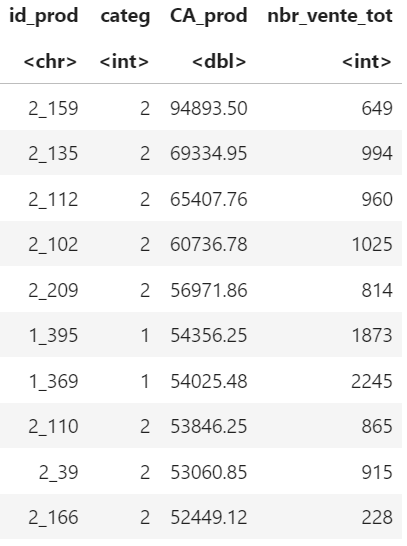 id_prod categ CA_prod nbr_vente_tot
<chr> <int> <dbl> <int>
2_159 2 94893.50 649
2_135 2 69334.95 994
2_112 2 65407.76 960
2_102 2 60736.78 1025
2_209 2 56971.86 814
1_395 1 54356.25 1873
1_369 1 54025.48 2245
2_110 2 53846.25 865
2_39 2 53060.85 915
2_166 2 52449.12 228